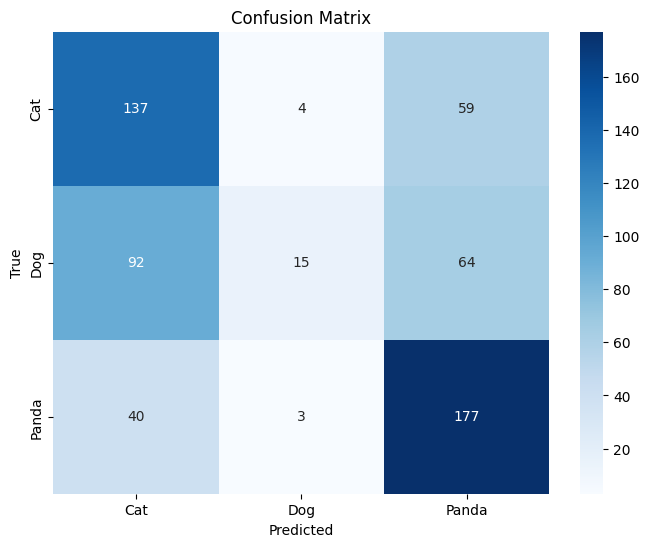 Confusion Matrix
Cat 137 4 59
Dog 92 15 64
Panda 40 3 177
True
Cat Dog Panda
Predicted
160
140
120
100
80
60
40
20